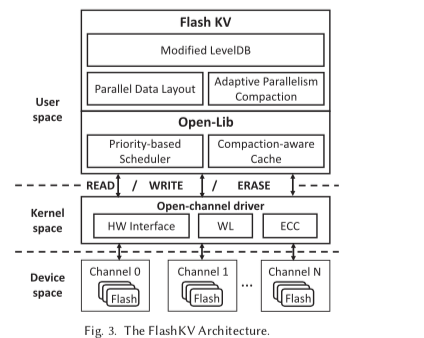 Flash KV
Modified LevelDB
Parallel Data Layout
Adaptive Parallelism
Compaction
User
space
Open-Lib
Priority-based
Scheduler
Compaction-aware
Cache
READ / WRITE / ERASE
Kernel
space
Open-channel driver
HW Interface WL ECC
Device
space
Channel 0 Channel 1 Channel N
Flash Flash ... Flash
Fig. 3. The FlashKV Architecture.